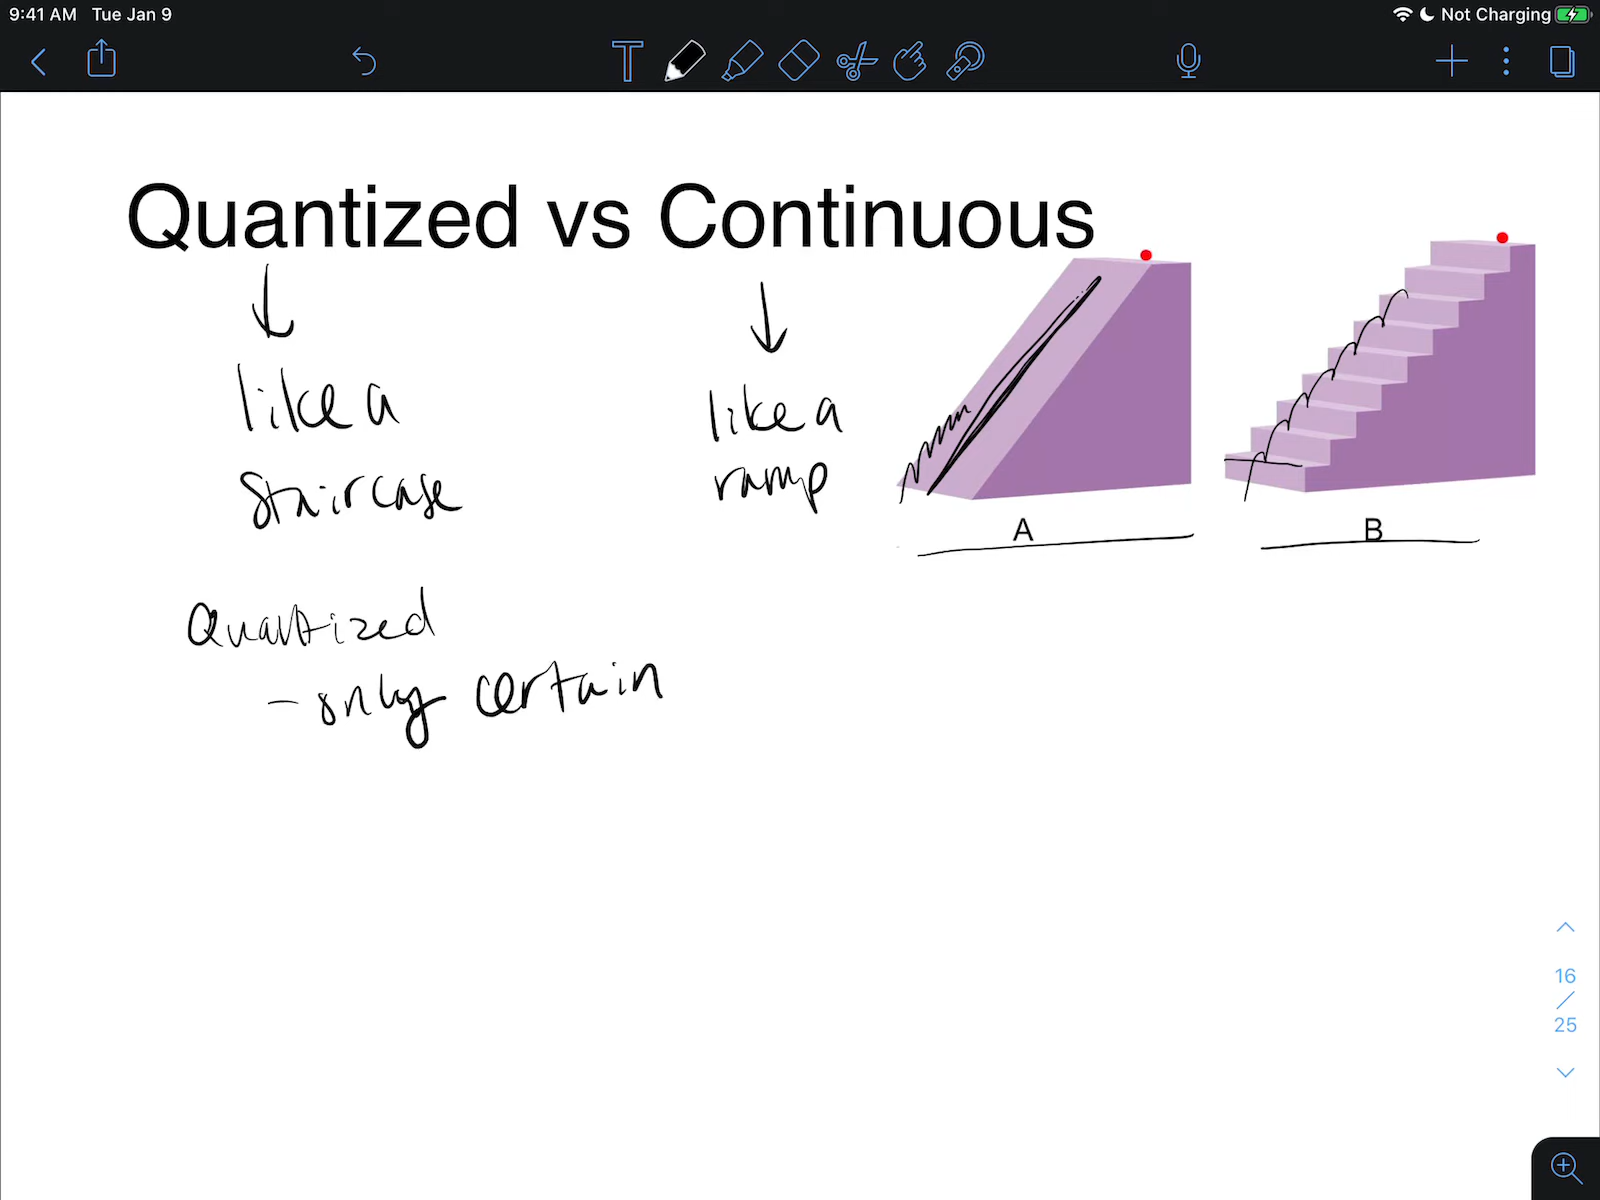 9:41 AM Tue Jan 9
Not Charging
Quantized vs Continuous
like a
staircase
like a
ramp
A
B
Quantized
- only certain
16
/
25